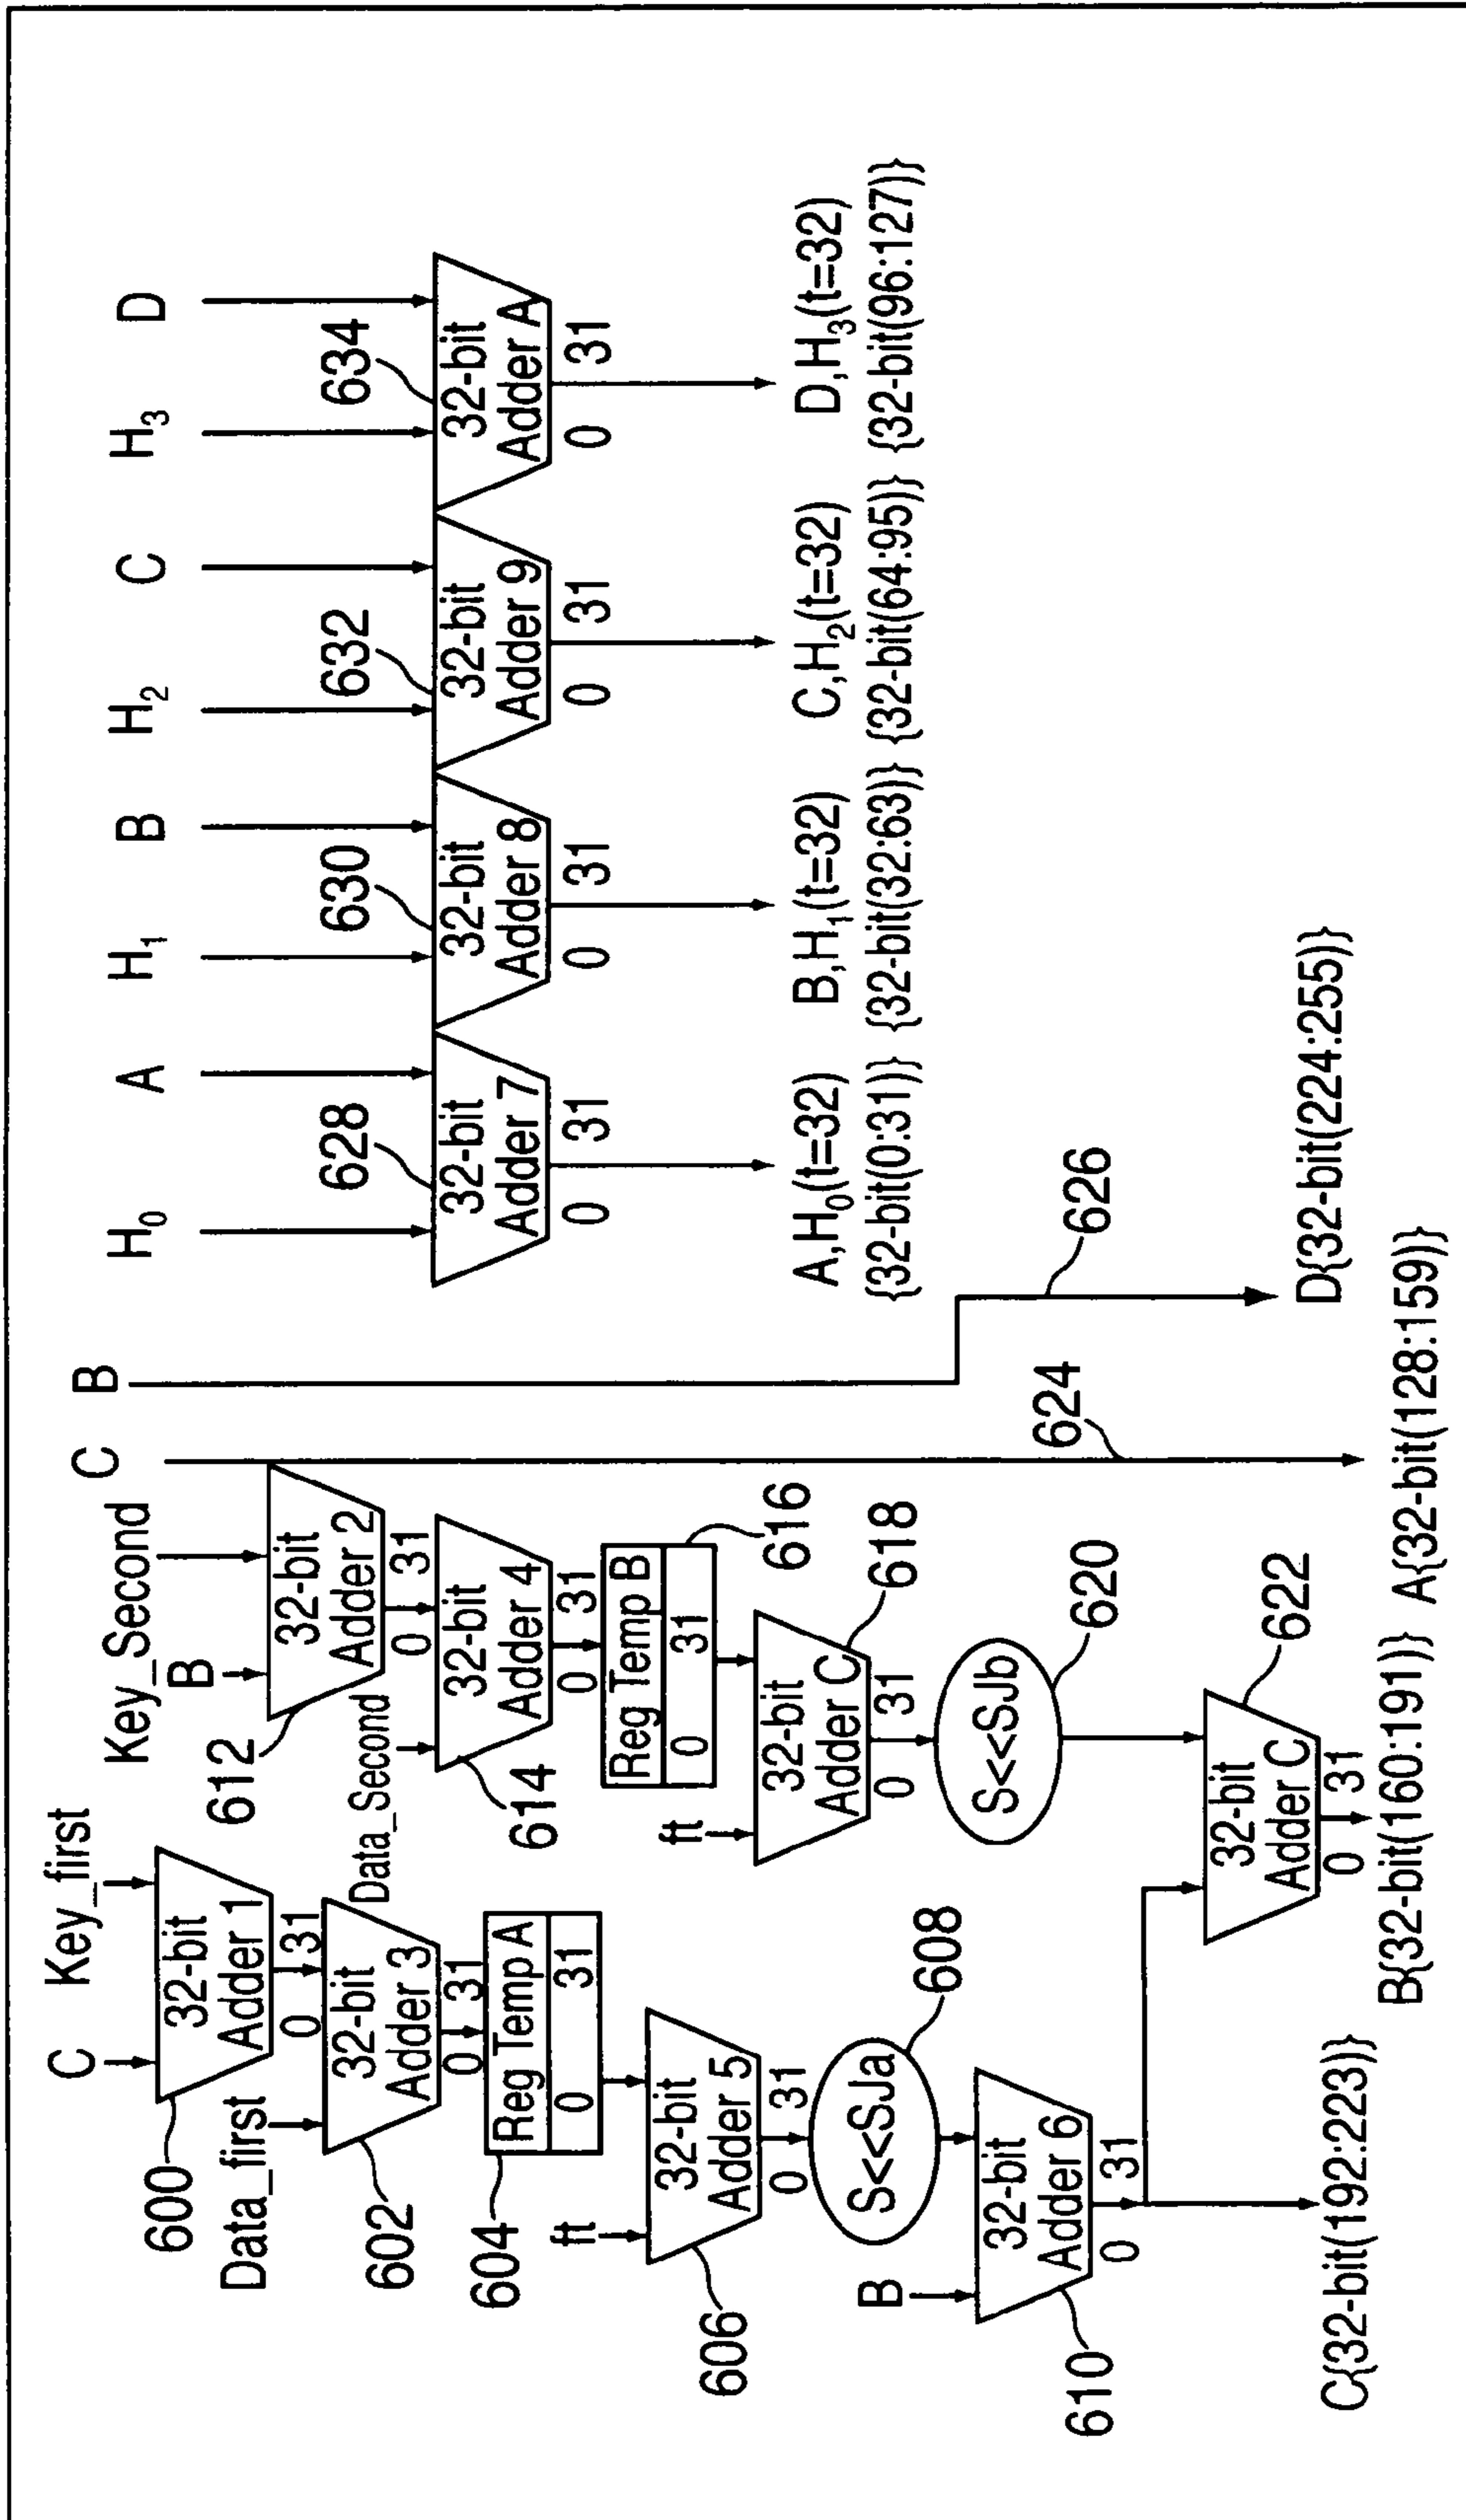 Key_first
C
32-bit
Adder 1
0 31
600
Data_first
32-bit
Adder 3
0 31
602
Reg Temp A
0 31
604
ft
32-bit
Adder 5
0 31
606
S<<SJa
608
B
32-bit
Adder 6
0 31
610
C{32-bit(192:223)}
Key_Second
B
32-bit
Adder 2
0 31
612
Data_Second
32-bit
Adder 4
0 31
614
Reg Temp B
0 31
616
ft
32-bit
Adder C
0 31
618
S<<SJb
620
32-bit
Adder C
0 31
622
B{32-bit(160:191)}
C
624
A{32-bit(128:159)}
B
626
D{32-bit(224:255)}
H0 A H1 B H2 C H3 D
628 630 632 634
32-bit
Adder 7
32-bit
Adder 8
32-bit
Adder 9
32-bit
Adder A
0 31 0 31 0 31 0 31
A,H0(t=32) B,H1(t=32) C,H2(t=32) D,H3(t=32)
{32-bit(0:31)} {32-bit(32:63)} {32-bit(64:95)} {32-bit(96:127)}